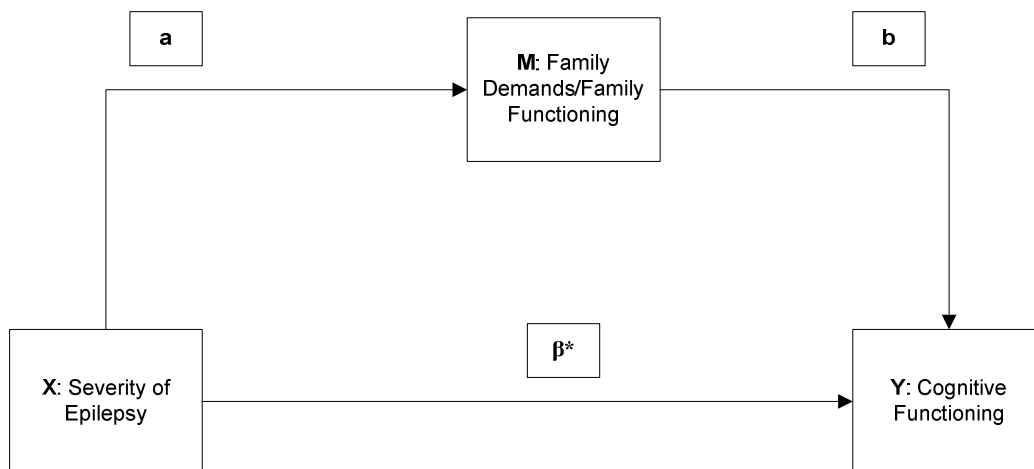 a
M: Family
Demands/Family
Functioning
b
β*
X: Severity of
Epilepsy
Y: Cognitive
Functioning